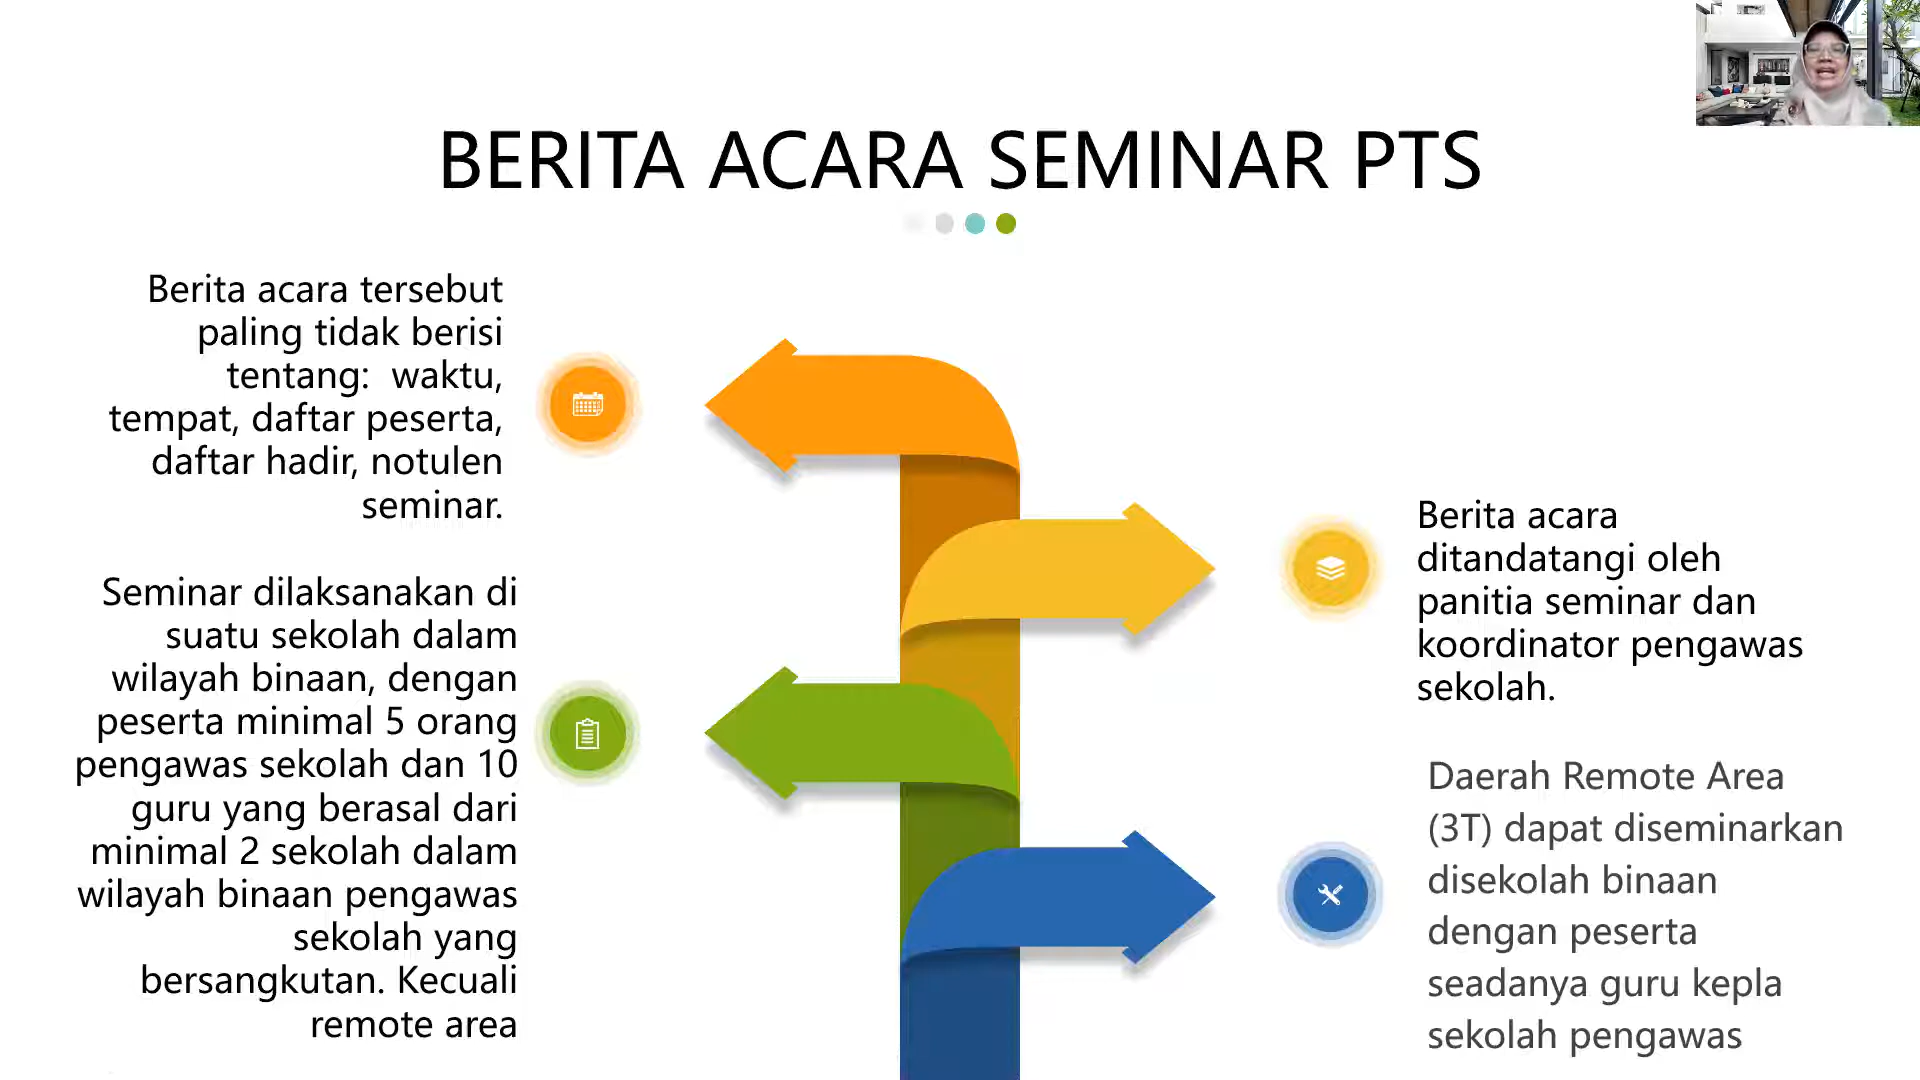 BERITA ACARA SEMINAR PTS
Berita acara tersebut
paling tidak berisi
tentang:  waktu,
tempat, daftar peserta,
daftar hadir, notulen
seminar.
Berita acara
ditandatangi oleh
panitia seminar dan
koordinator pengawas
sekolah.
Seminar dilaksanakan di
suatu sekolah dalam
wilayah binaan, dengan
peserta minimal 5 orang
pengawas sekolah dan 10
guru yang berasal dari
minimal 2 sekolah dalam
wilayah binaan pengawas
sekolah yang
bersangkutan. Kecuali
remote area
Daerah Remote Area
(3T) dapat diseminarkan
disekolah binaan
dengan peserta
seadanya guru kepla
sekolah pengawas